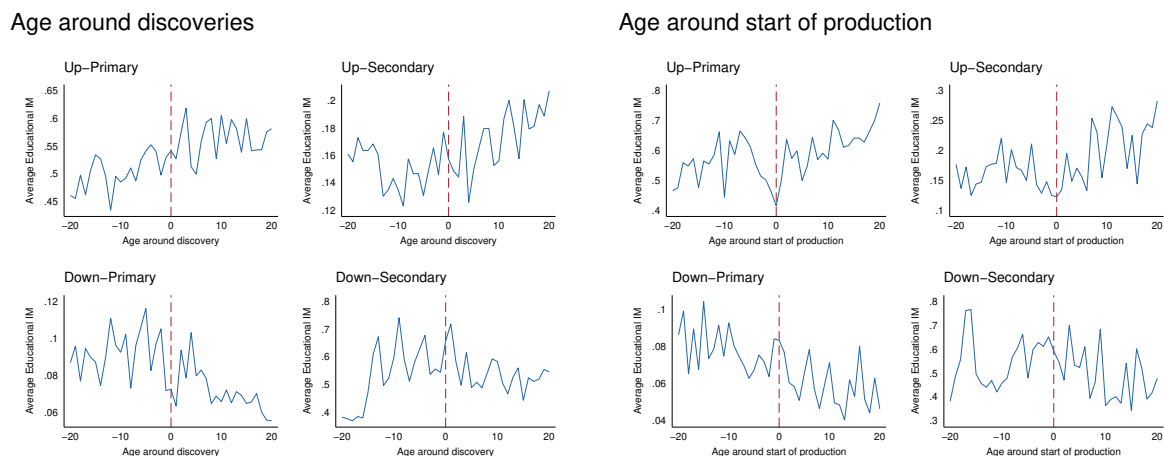 Age around discoveries
Up−Primary
Average Educational IM
.65
.6
.55
.5
.45
−20 −10 0 10 20
Age around discovery
Up−Secondary
Average Educational IM
.2
.18
.16
.14
.12
−20 −10 0 10 20
Age around discovery
Down−Primary
Average Educational IM
.12
.1
.08
.06
−20 −10 0 10 20
Age around discovery
Down−Secondary
Average Educational IM
.8
.7
.6
.5
.4
−20 −10 0 10 20
Age around discovery
Age around start of production
Up−Primary
Average Educational IM
.8
.7
.6
.5
.4
−20 −10 0 10 20
Age around start of production
Up−Secondary
Average Educational IM
.3
.25
.2
.15
.1
−20 −10 0 10 20
Age around start of production
Down−Primary
Average Educational IM
.1
.08
.06
.04
−20 −10 0 10 20
Age around start of production
Down−Secondary
Average Educational IM
.8
.7
.6
.5
.4
.3
−20 −10 0 10 20
Age around start of production